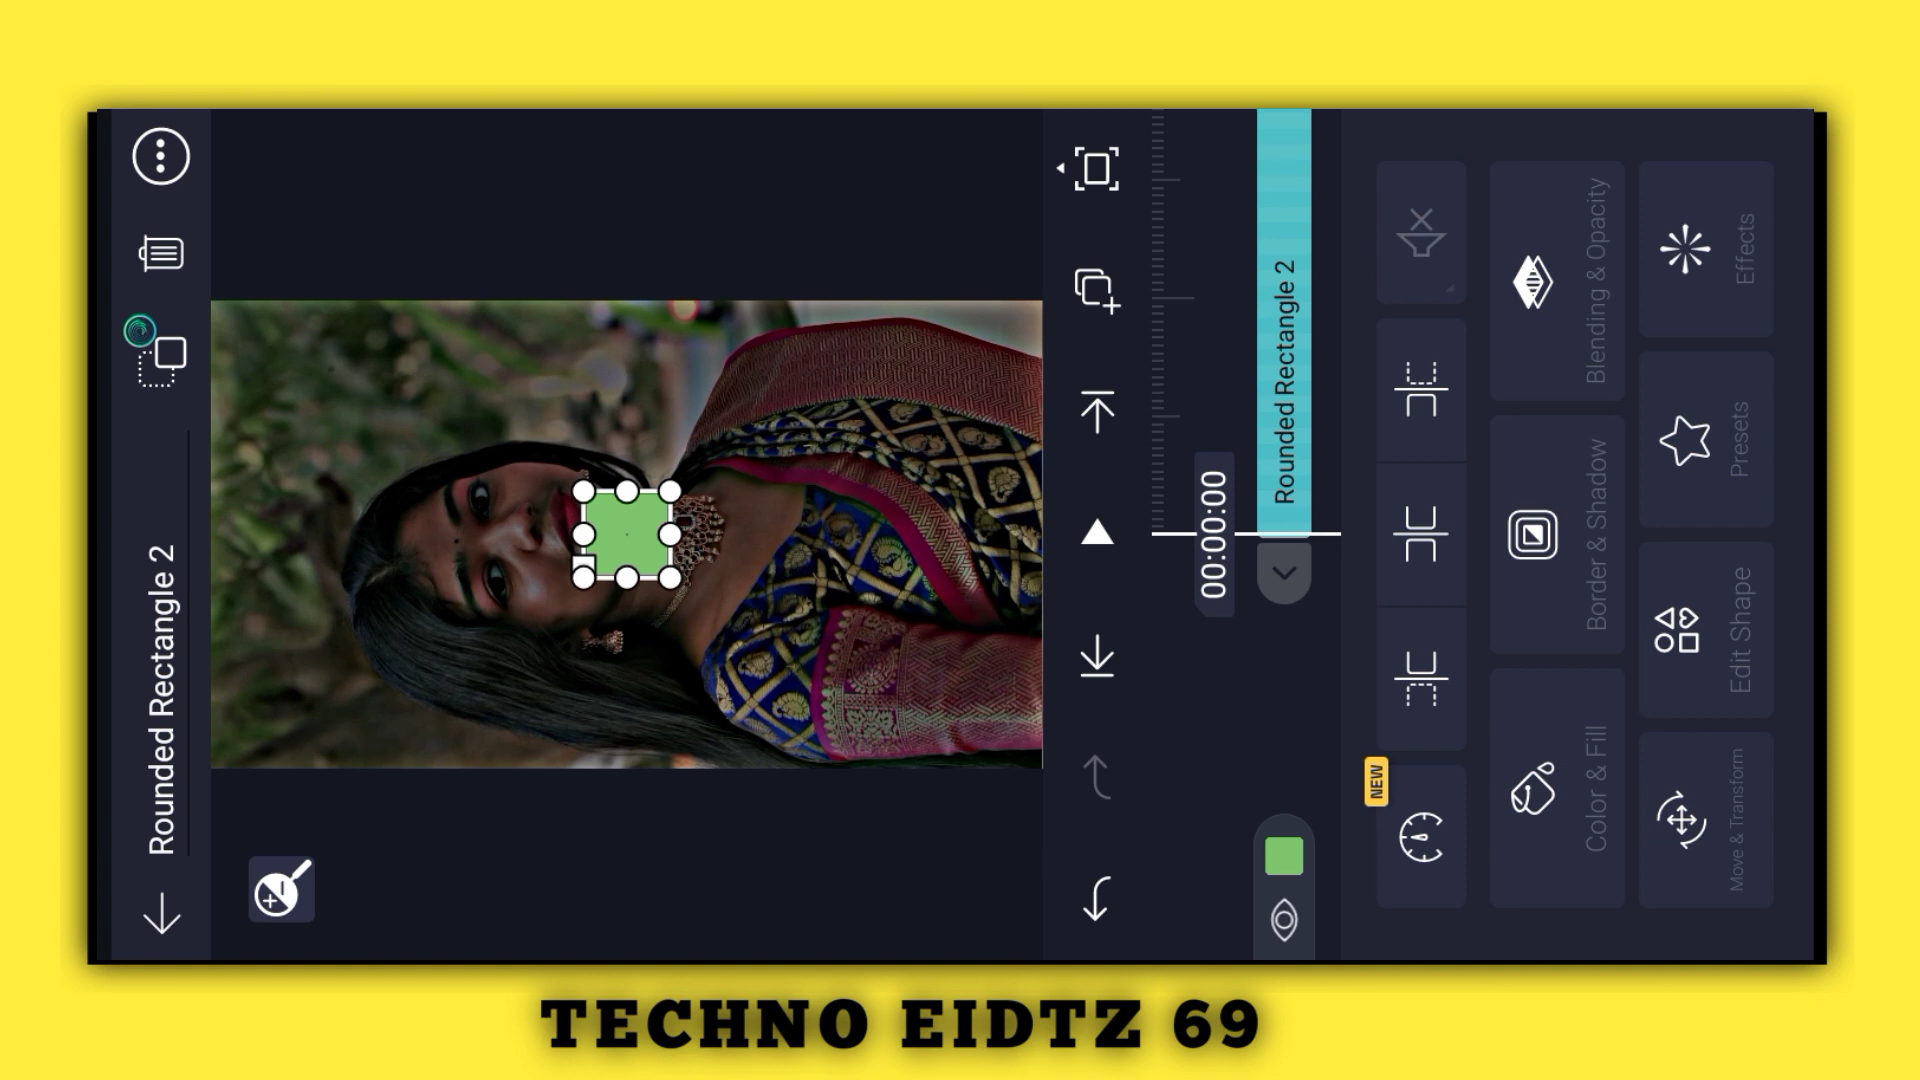 Rounded Rectangle 2
00:00:00
Rounded Rectangle 2
NEW
Color & Fill
Border & Shadow
Blending & Opacity
Move & Transform
Edit Shape
Presets
Effects
TECHNO EIDTZ 69